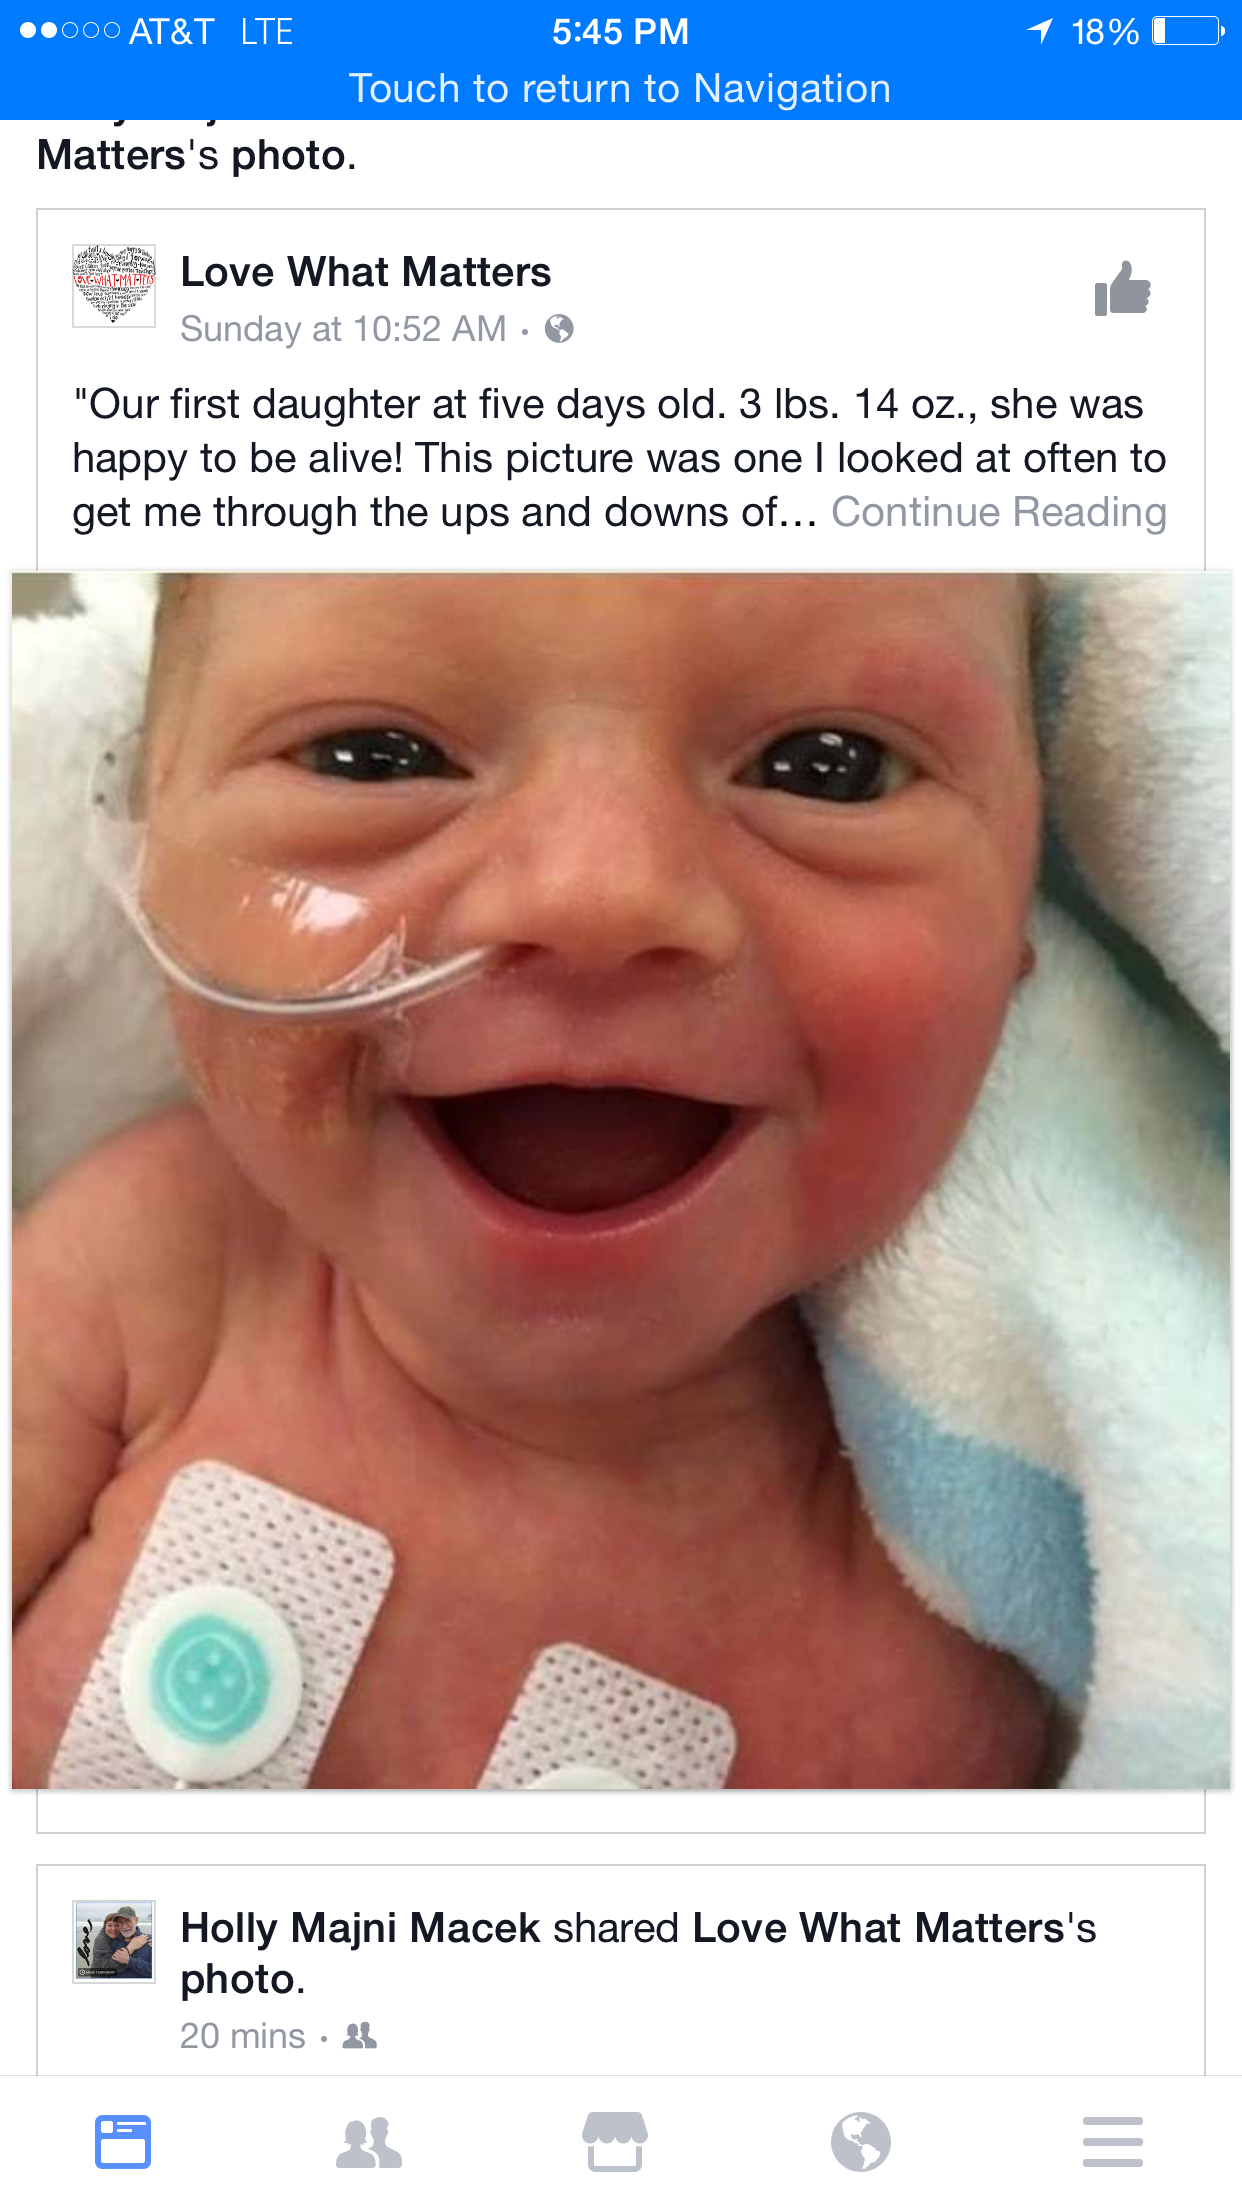 AT&T LTE 5:45 PM 18%
Touch to return to Navigation
Matters's photo.
LOVE WHAT MATTERS
Love What Matters
Sunday at 10:52 AM ·
"Our first daughter at five days old. 3 lbs. 14 oz., she was
happy to be alive! This picture was one I looked at often to
get me through the ups and downs of... Continue Reading
Holly Majni Macek shared Love What Matters's
photo.
20 mins ·